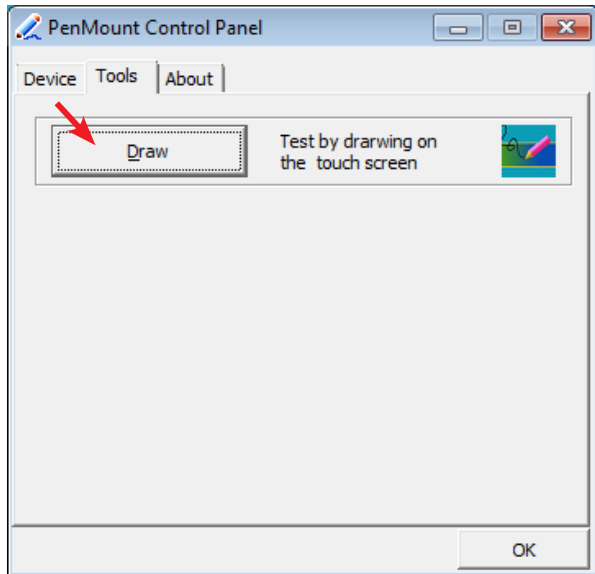 PenMount Control Panel
Device Tools About
Draw
Test by drarwing on
the touch screen
OK